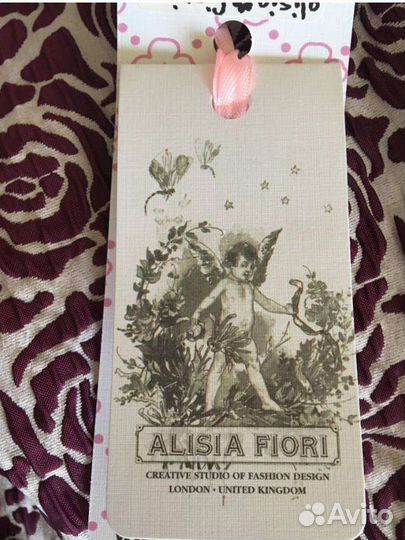 ALISIA FIORI
CREATIVE STUDIO OF FASHION DESIGN
LONDON • UNITED KINGDOM
Avito